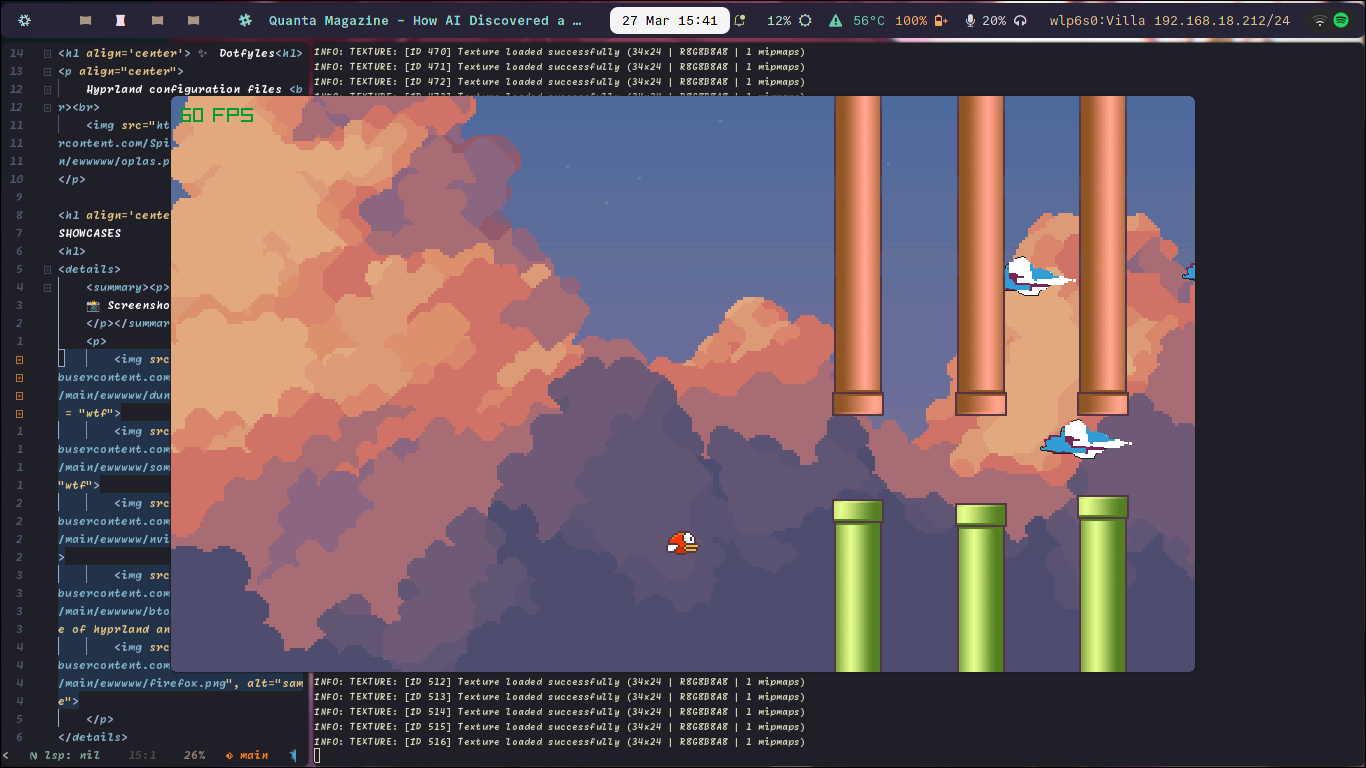 Quanta Magazine - How AI Discovered a …
27 Mar 15:41
12%
56°C
100%
20%
wlp6s0:Villa 192.168.18.212/24
14 <h1 align='center'> ✨ Dotfyles<h1>
13 <p align="center">
12 Hyprland configuration files <b
12 r><br>
11 <img src="ht
11 rcontent.com/Spi
11 n/ewwwww/oplas.p
10 </p>
9
8 <h1 align='cente
7 SHOWCASES
6 <h1>
5 <details>
4 <summary><p>
3 📸 Screensho
2 </p></summar
1 <p>
<img src
busercontent.com
/main/ewwwww/dun
= "wtf">
1 <img src
1 busercontent.com
1 /main/ewwwww/som
1 "wtf">
2 <img src
2 busercontent.com
2 /main/ewwwww/nvi
2 >
3 <img src
3 busercontent.com
3 /main/ewwwww/bto
3 e of hyprland an
4 <img src
4 busercontent.com
4 /main/ewwwww/firefox.png", alt="sam
4 e">
5 </p>
6 </details>
< N lsp: nil 15:1 26% main
INFO: TEXTURE: [ID 470] Texture loaded successfully (34x24 | R8G8B8A8 | 1 mipmaps)
INFO: TEXTURE: [ID 471] Texture loaded successfully (34x24 | R8G8B8A8 | 1 mipmaps)
INFO: TEXTURE: [ID 472] Texture loaded successfully (34x24 | R8G8B8A8 | 1 mipmaps)
60 FPS
INFO: TEXTURE: [ID 512] Texture loaded successfully (34x24 | R8G8B8A8 | 1 mipmaps)
INFO: TEXTURE: [ID 513] Texture loaded successfully (34x24 | R8G8B8A8 | 1 mipmaps)
INFO: TEXTURE: [ID 514] Texture loaded successfully (34x24 | R8G8B8A8 | 1 mipmaps)
INFO: TEXTURE: [ID 515] Texture loaded successfully (34x24 | R8G8B8A8 | 1 mipmaps)
INFO: TEXTURE: [ID 516] Texture loaded successfully (34x24 | R8G8B8A8 | 1 mipmaps)